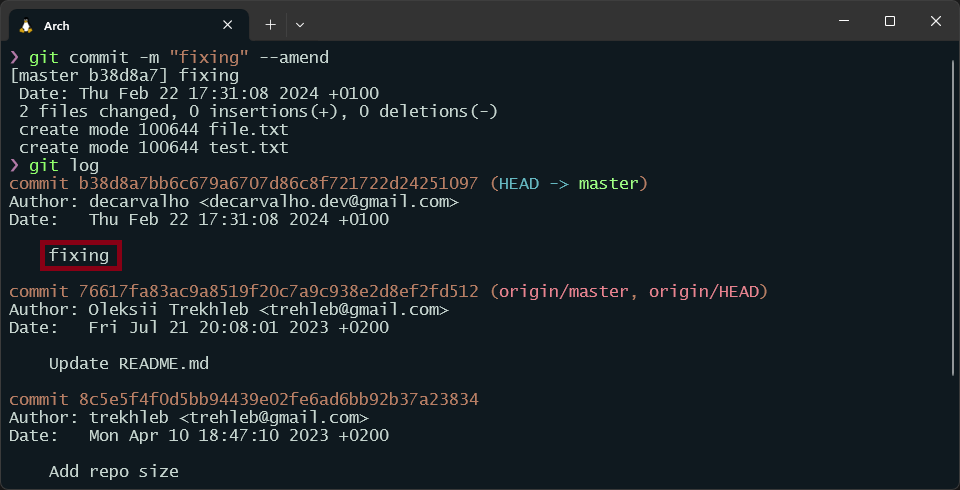 Arch
❯ git commit -m "fixing" --amend
[master b38d8a7] fixing
 Date: Thu Feb 22 17:31:08 2024 +0100
 2 files changed, 0 insertions(+), 0 deletions(-)
 create mode 100644 file.txt
 create mode 100644 test.txt
❯ git log
commit b38d8a7bb6c679a6707d86c8f721722d24251097 (HEAD -> master)
Author: decarvalho <decarvalho.dev@gmail.com>
Date:   Thu Feb 22 17:31:08 2024 +0100
    fixing
commit 76617fa83ac9a8519f20c7a9c938e2d8ef2fd512 (origin/master, origin/HEAD)
Author: Oleksii Trekhleb <trehleb@gmail.com>
Date:   Fri Jul 21 20:08:01 2023 +0200
    Update README.md
commit 8c5e5f4f0d5bb94439e02fe6ad6bb92b37a23834
Author: trekhleb <trehleb@gmail.com>
Date:   Mon Apr 10 18:47:10 2023 +0200
    Add repo size